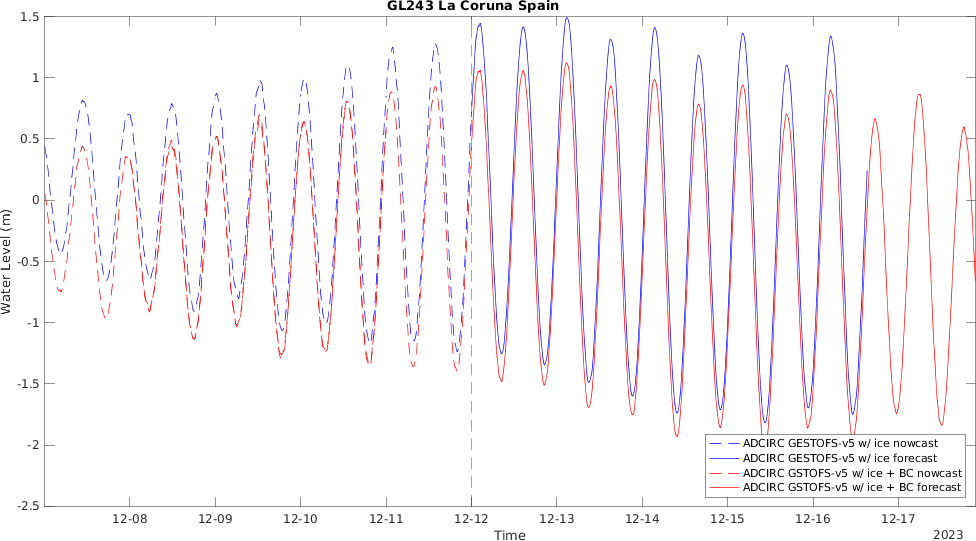 GL243 La Coruna Spain
1.5
1
0.5
0
-0.5
-1
-1.5
-2
-2.5
Water Level (m)
ADCIRC GESTOFS-v5 w/ ice nowcast
ADCIRC GESTOFS-v5 w/ ice forecast
ADCIRC GSTOFS-v5 w/ ice + BC nowcast
ADCIRC GSTOFS-v5 w/ ice + BC forecast
12-08 12-09 12-10 12-11 12-12 12-13 12-14 12-15 12-16 12-17
Time
2023